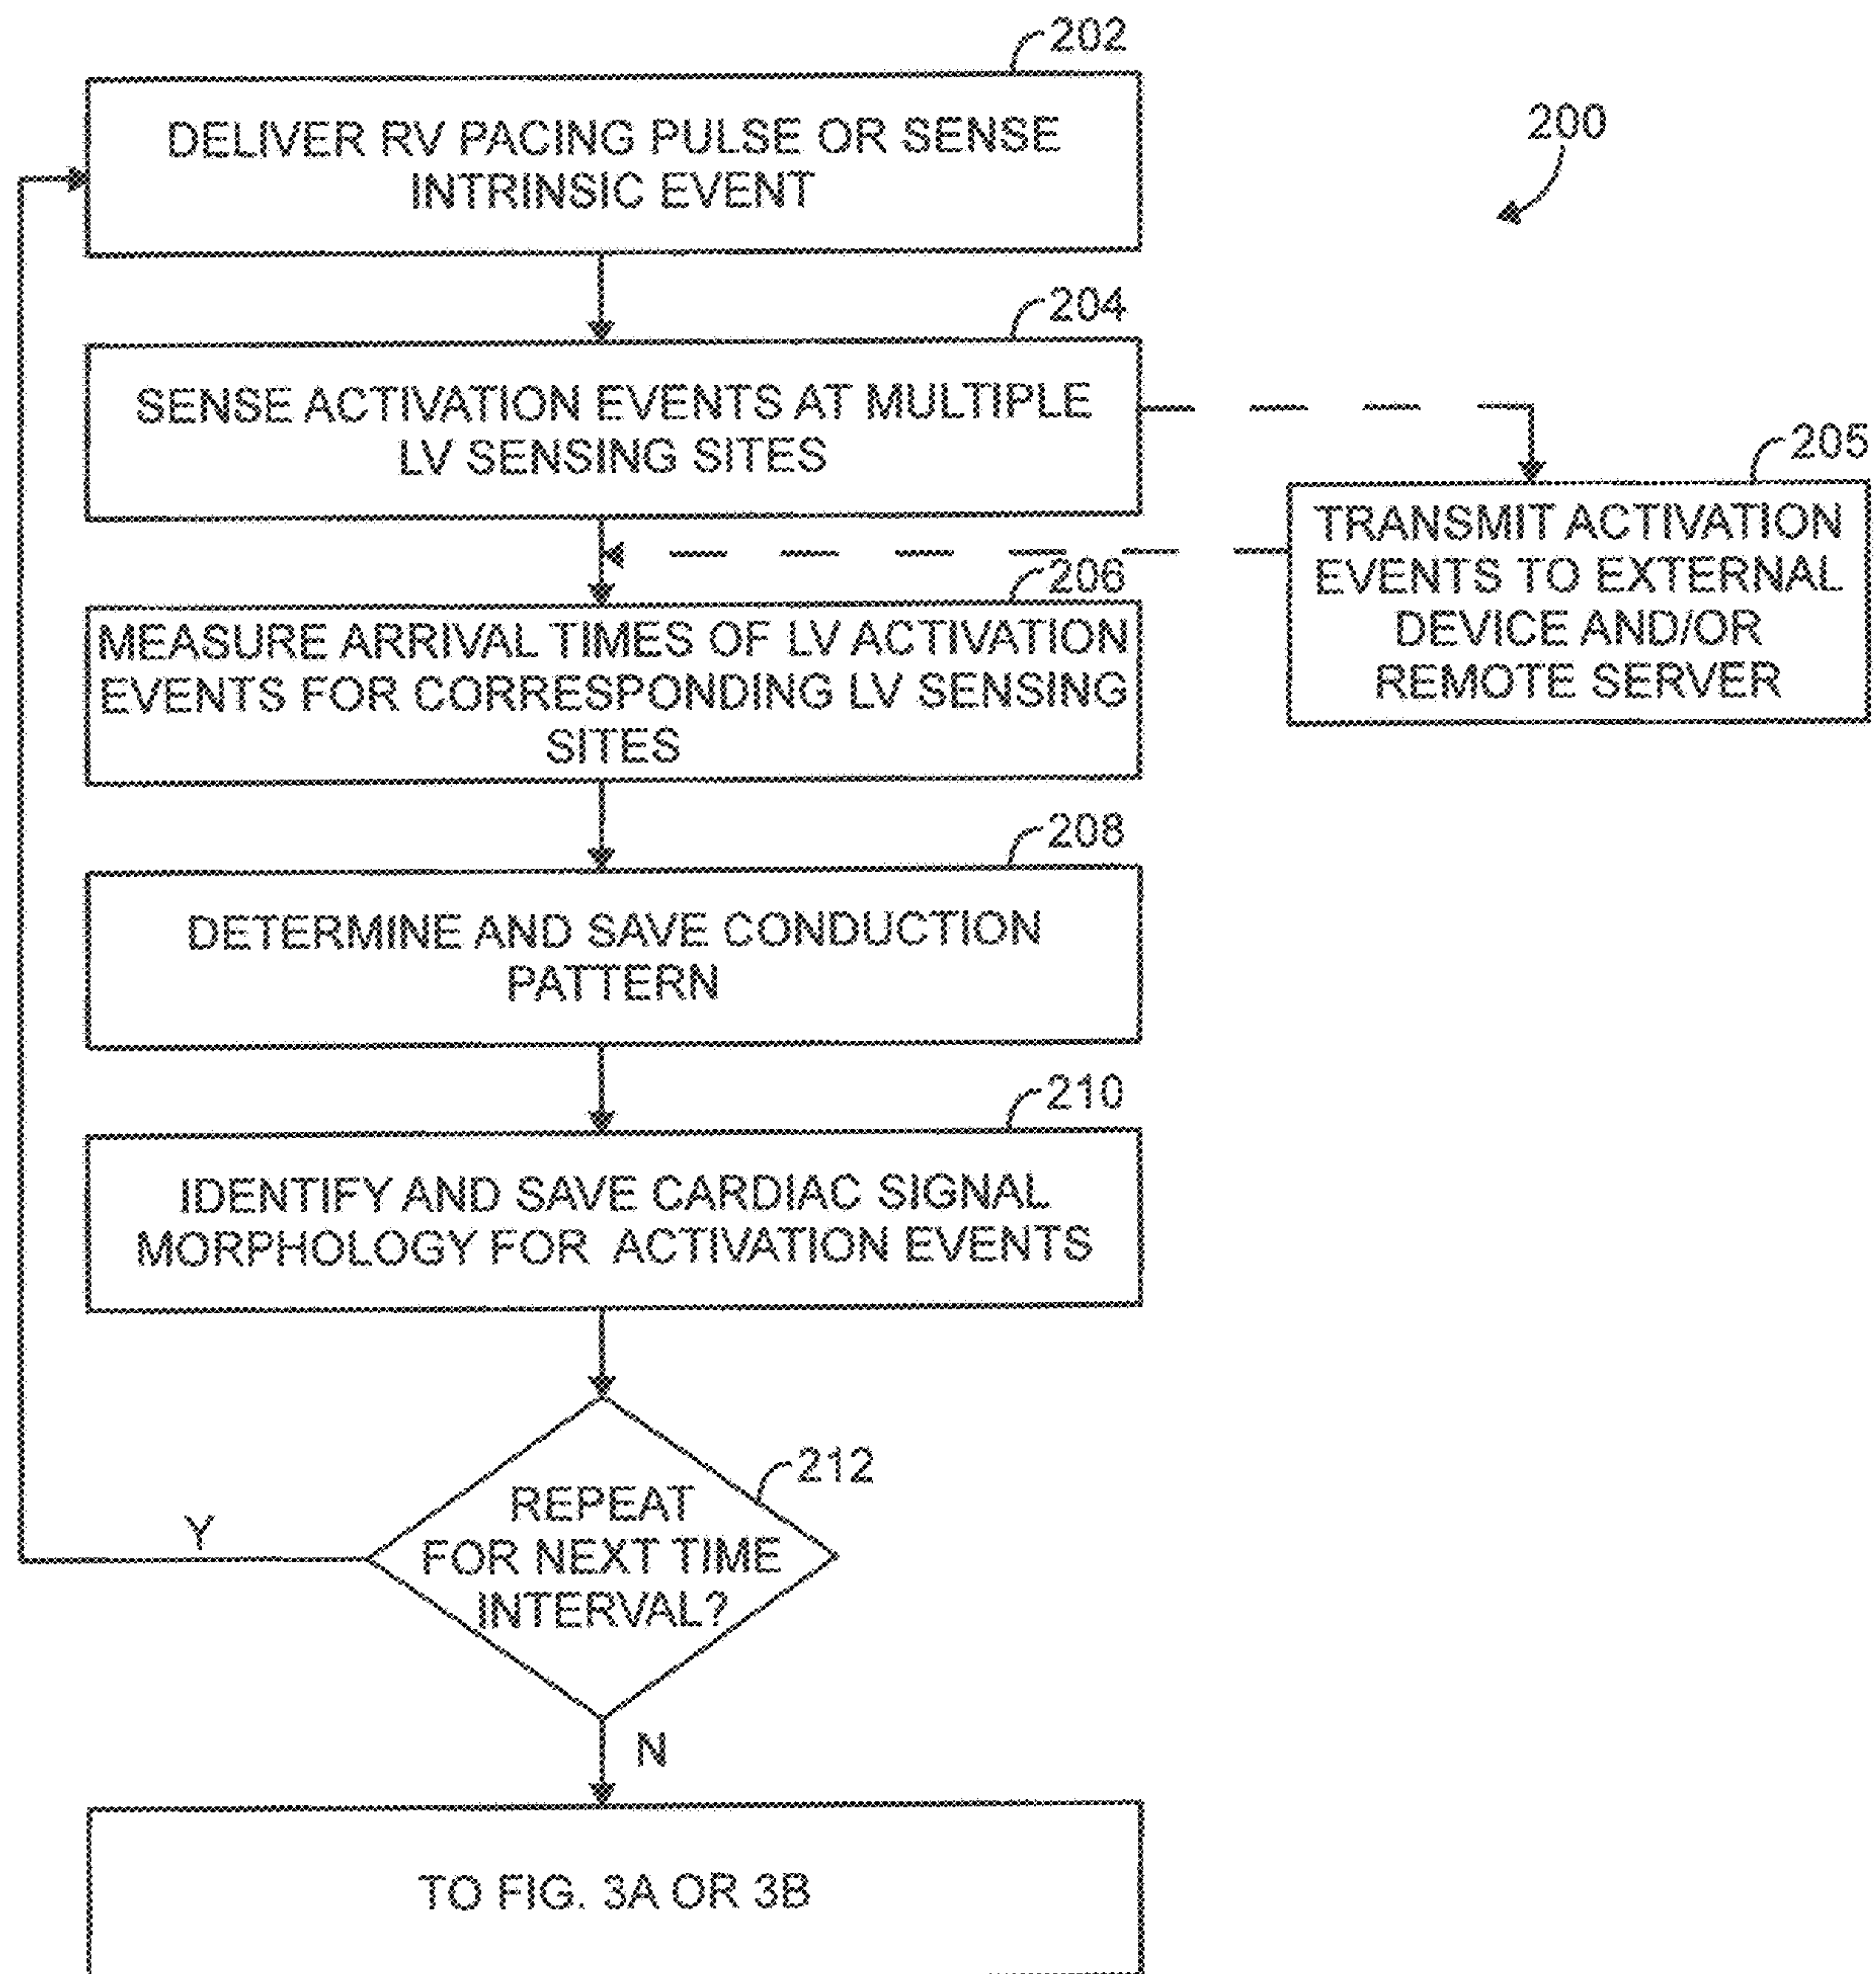 202
DELIVER RV PACING PULSE OR SENSE
INTRINSIC EVENT
200
204
SENSE ACTIVATION EVENTS AT MULTIPLE
LV SENSING SITES
205
TRANSMIT ACTIVATION
EVENTS TO EXTERNAL
DEVICE AND/OR
REMOTE SERVER
206
MEASURE ARRIVAL TIMES OF LV ACTIVATION
EVENTS FOR CORRESPONDING LV SENSING
SITES
208
DETERMINE AND SAVE CONDUCTION
PATTERN
210
IDENTIFY AND SAVE CARDIAC SIGNAL
MORPHOLOGY FOR ACTIVATION EVENTS
212
REPEAT
FOR NEXT TIME
INTERVAL?
Y
N
TO FIG. 3A OR 3B